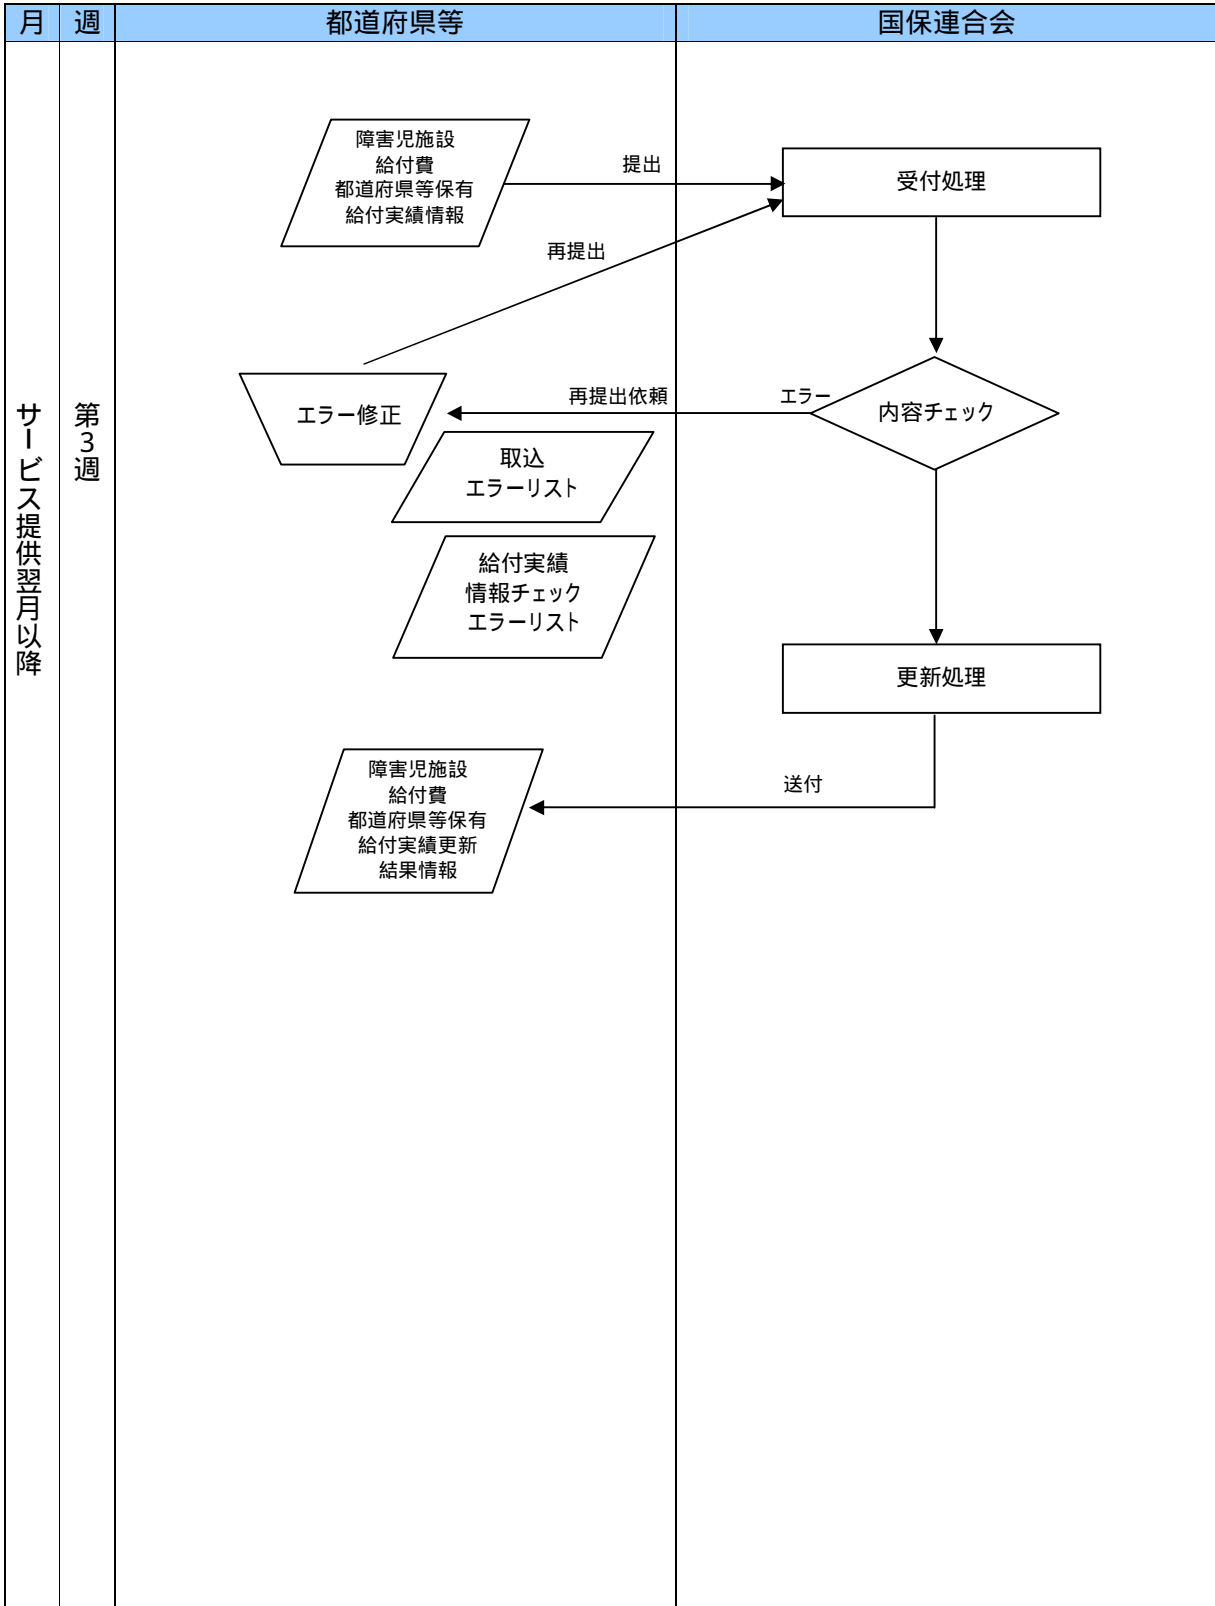 月
週
都道府県等
国保連合会
サービス提供翌月以降
第3週
障害児施設
給付費
都道府県等保有
給付実績情報
提出
受付処理
再提出
エラー修正
再提出依頼
エラー
内容チェック
取込
エラーリスト
給付実績
情報チェック
エラーリスト
更新処理
障害児施設
給付費
都道府県等保有
給付実績更新
結果情報
送付